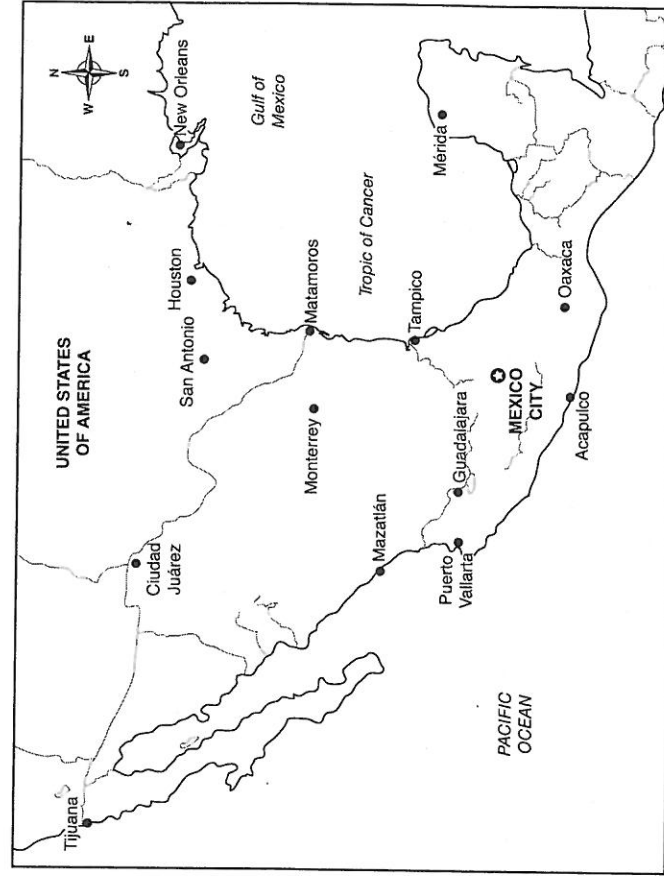 N
W
E
S
UNITED STATES
OF AMERICA
Tijuana
New Orleans
Houston
San Antonio
Ciudad
Juárez
Gulf of
Mexico
Matamoros
Monterrey
Tropic of Cancer
Mazatlán
Tampico
Mérida
Puerto
Vallarta
Guadalajara
MEXICO
CITY
PACIFIC
OCEAN
Acapulco
Oaxaca